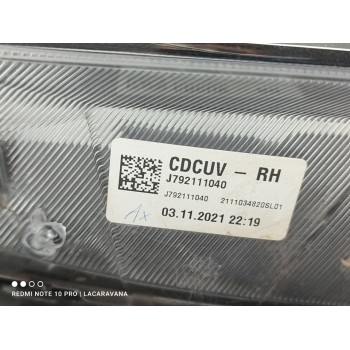 CDCUV - RH
J792111040
J792111040 2111034820SL01
1x
03.11.2021 22:19
REDMI NOTE 10 PRO | LACARAVANA